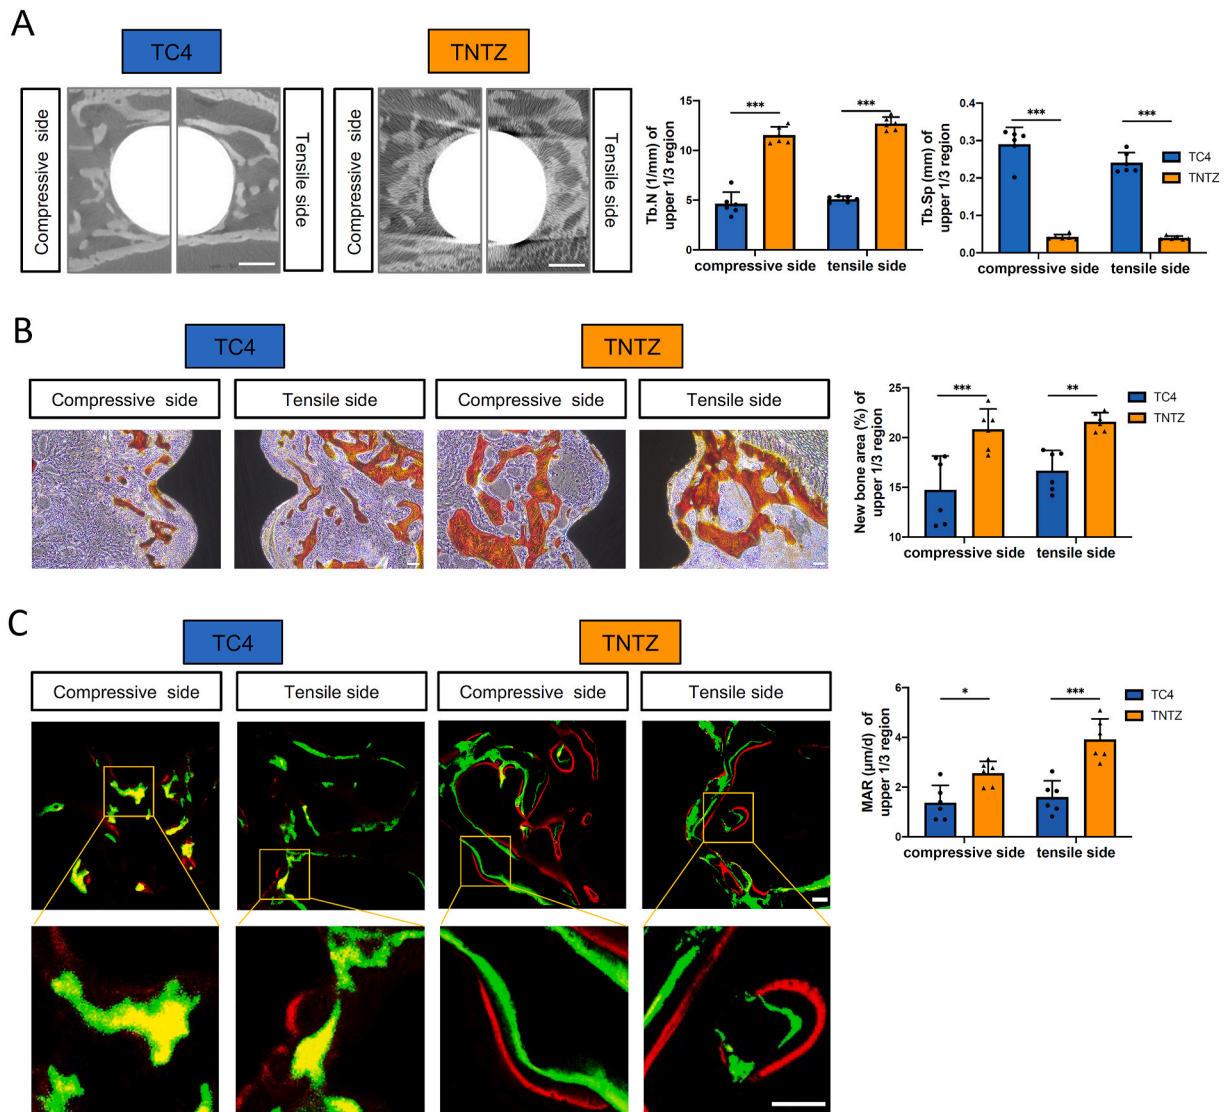 A
TC4
TNTZ
Compressive side
Tensile side
Compressive side
Tensile side
Tb.N (1/mm) of
upper 1/3 region
15
10
5
0
***
***
compressive side
tensile side
Tb.Sp (mm) of
upper 1/3 region
0.4
0.3
0.2
0.1
0.0
***
***
compressive side
tensile side
TC4
TNTZ
B
TC4
TNTZ
Compressive side
Tensile side
Compressive side
Tensile side
New bone area (%) of
upper 1/3 region
25
20
15
10
***
**
compressive side
tensile side
TC4
TNTZ
C
TC4
TNTZ
Compressive side
Tensile side
Compressive side
Tensile side
MAR (μm/d) of
upper 1/3 region
6
4
2
0
*
***
compressive side
tensile side
TC4
TNTZ